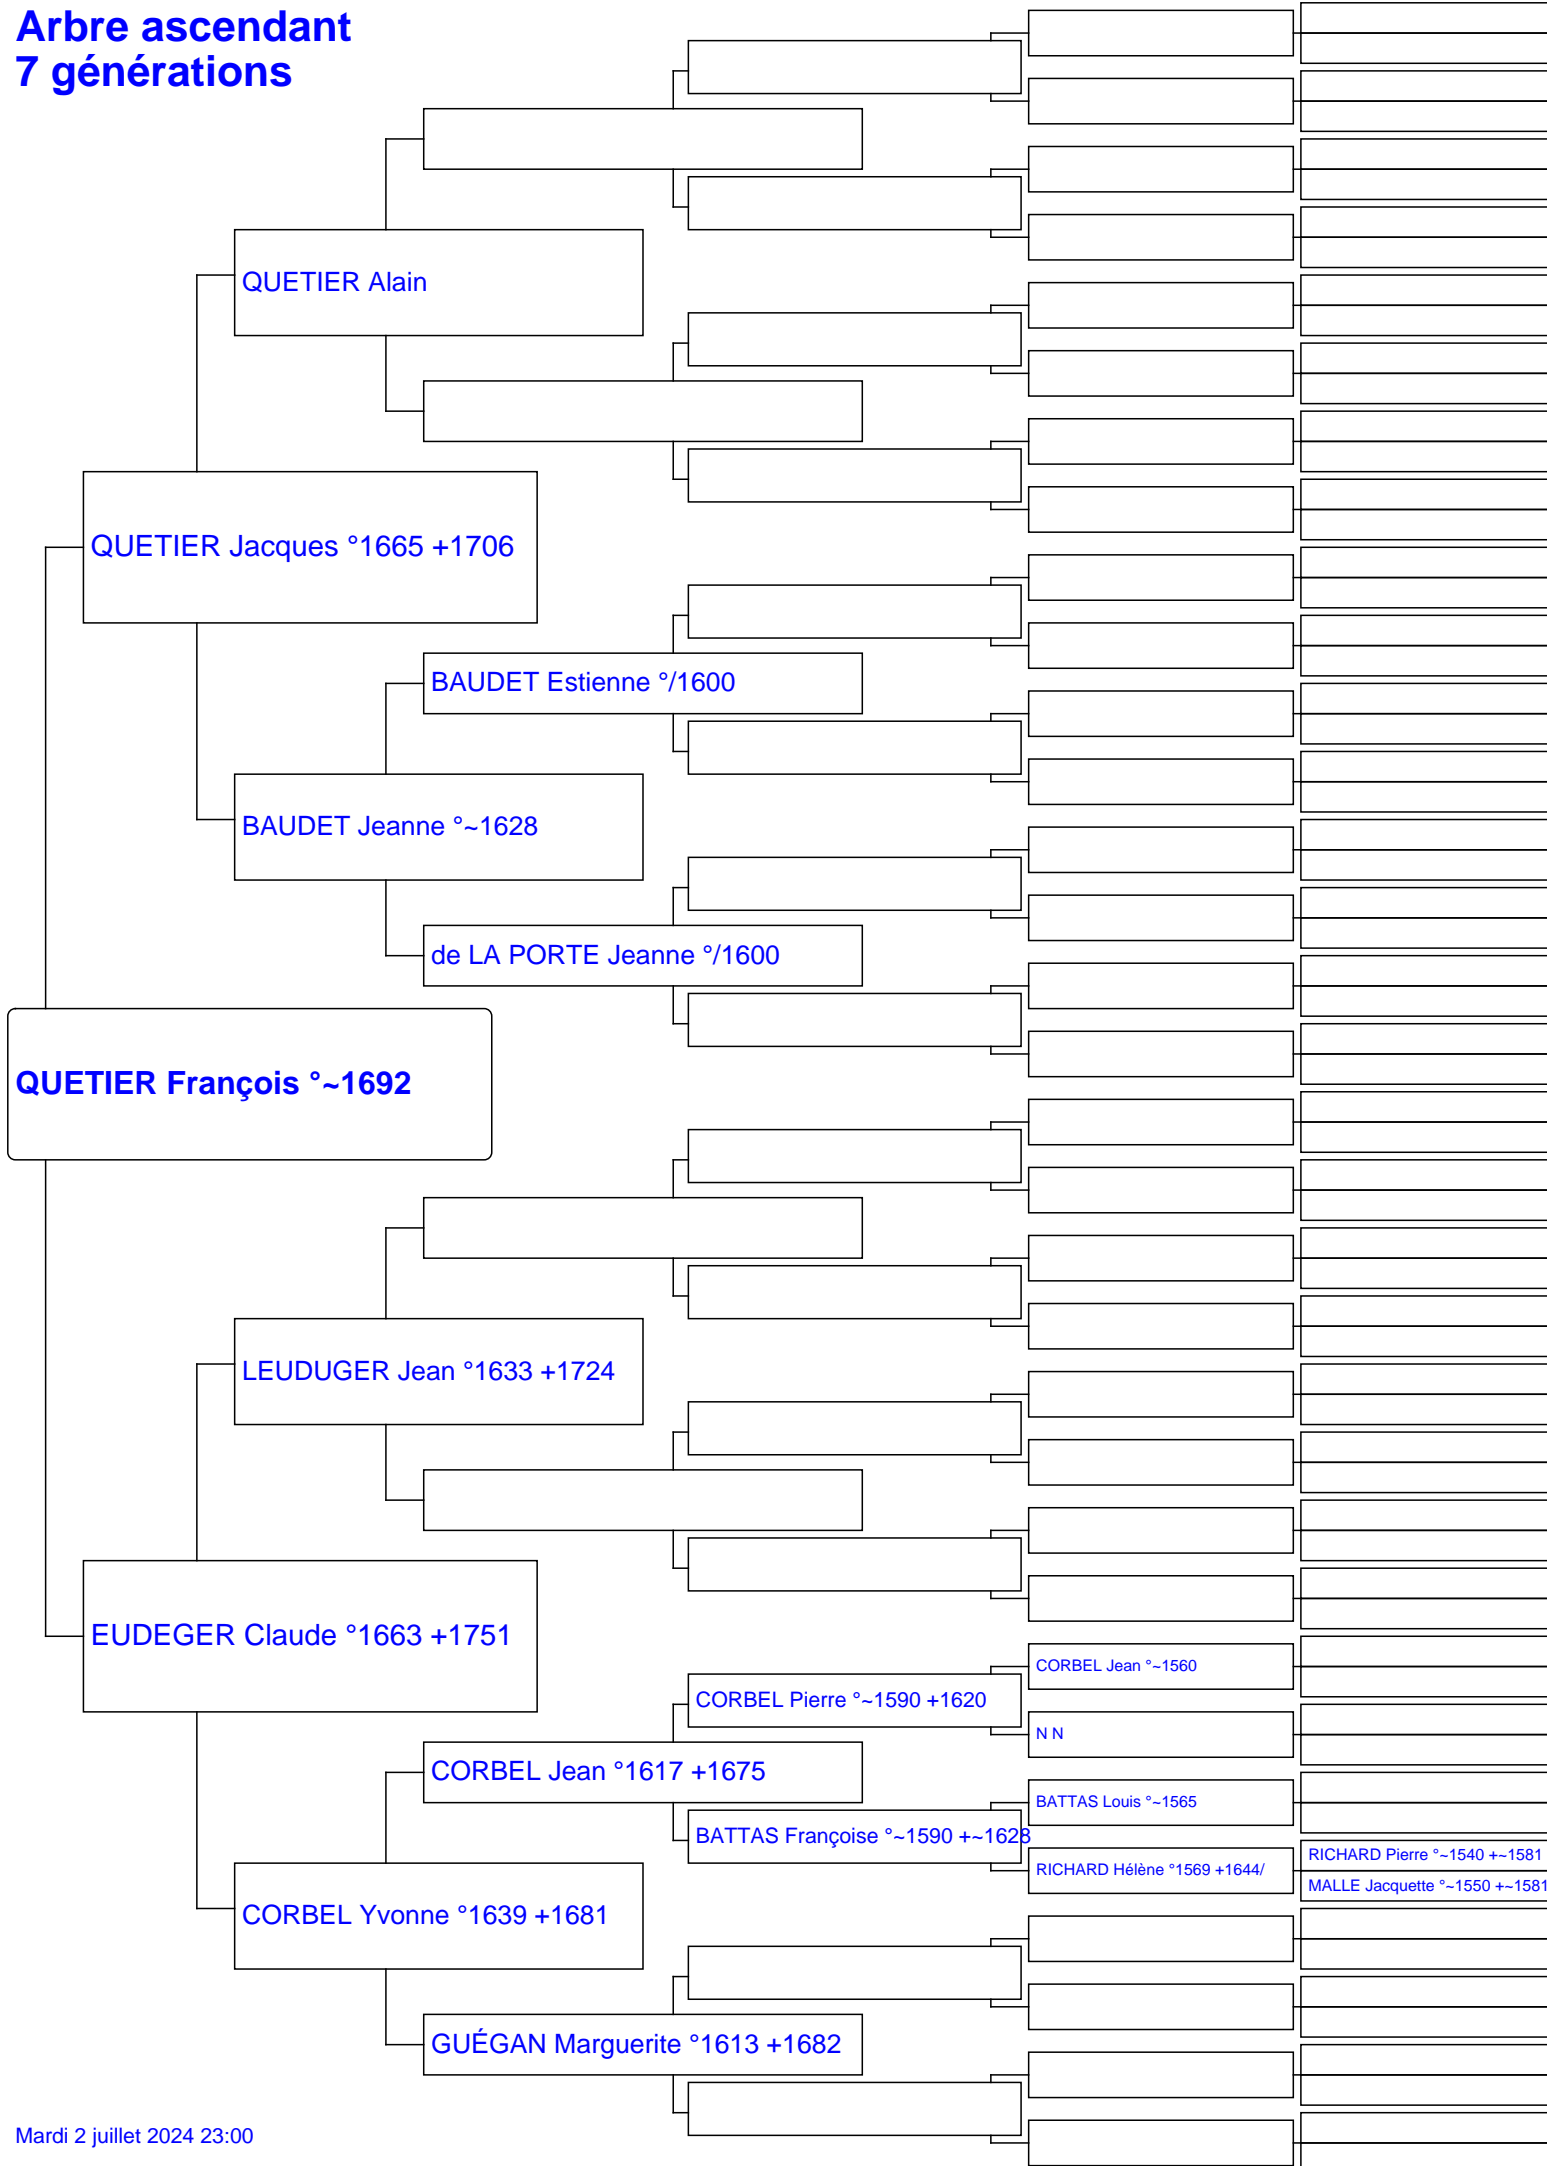 Arbre ascendant
7 générations
QUETIER Alain
QUETIER Jacques °1665 +1706
BAUDET Estienne °/1600
BAUDET Jeanne °~1628
de LA PORTE Jeanne °/1600
QUETIER François °~1692
LEUDUGER Jean °1633 +1724
EUDEGER Claude °1663 +1751
CORBEL Jean °~1560
CORBEL Pierre °~1590 +1620
N N
CORBEL Jean °1617 +1675
BATTAS Louis °~1565
BATTAS Françoise °~1590 +~1628
RICHARD Pierre °~1540 +~1581
RICHARD Hélène °1569 +1644/
MALLE Jacquette °~1550 +~1581
CORBEL Yvonne °1639 +1681
GUÉGAN Marguerite °1613 +1682
Mardi 2 juillet 2024 23:00